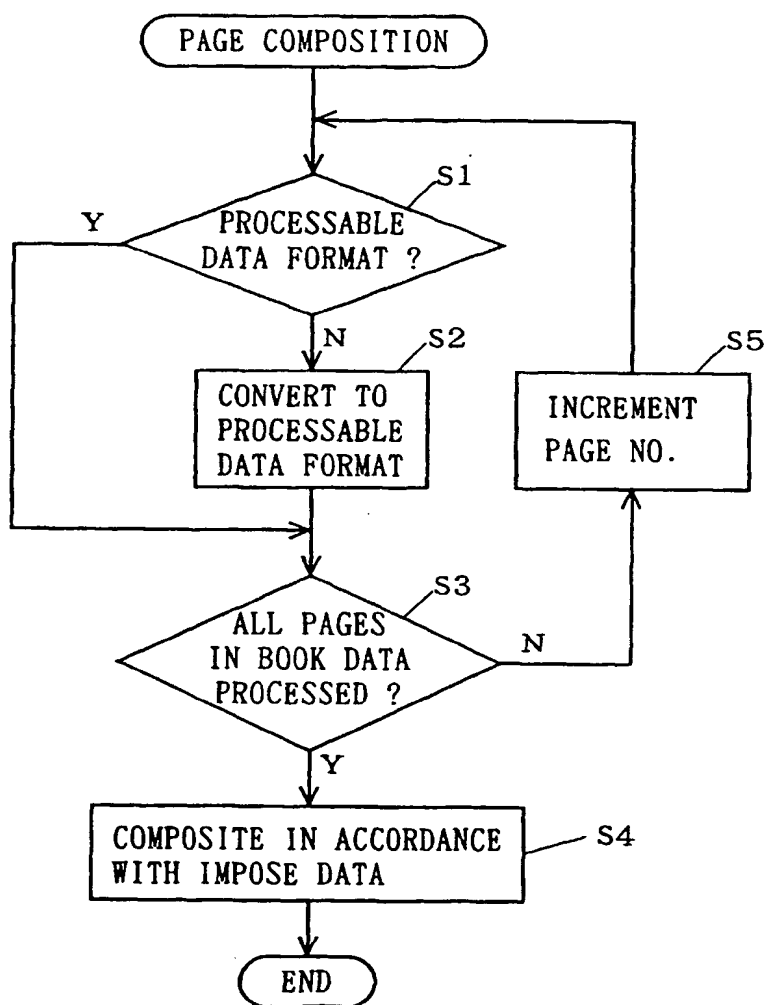 PAGE COMPOSITION
S1
Y
PROCESSABLE
DATA FORMAT ?
N
S2
CONVERT TO
PROCESSABLE
DATA FORMAT
S5
INCREMENT
PAGE NO.
S3
ALL PAGES
IN BOOK DATA
PROCESSED ?
N
Y
COMPOSITE IN ACCORDANCE
WITH IMPOSE DATA
S4
END